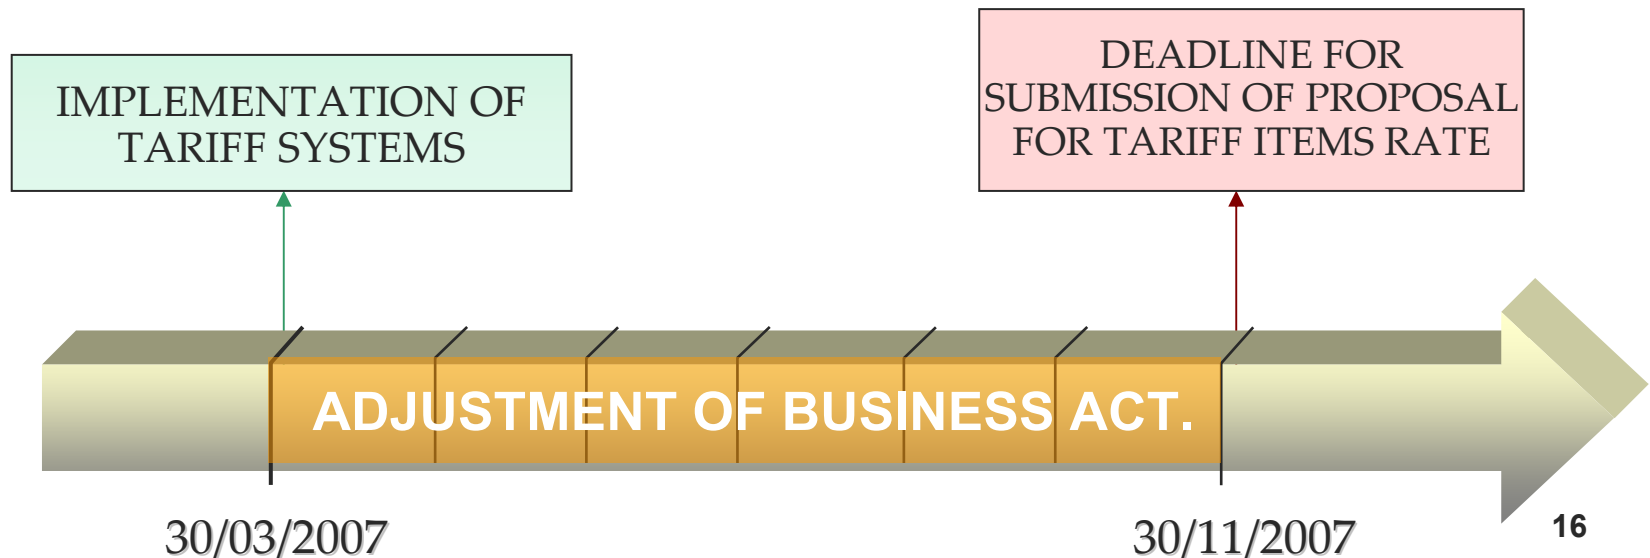 IMPLEMENTATION OF
TARIFF SYSTEMS
DEADLINE FOR
SUBMISSION OF PROPOSAL
FOR TARIFF ITEMS RATE
ADJUSTMENT OF BUSINESS ACT.
30/03/2007
30/11/2007
16